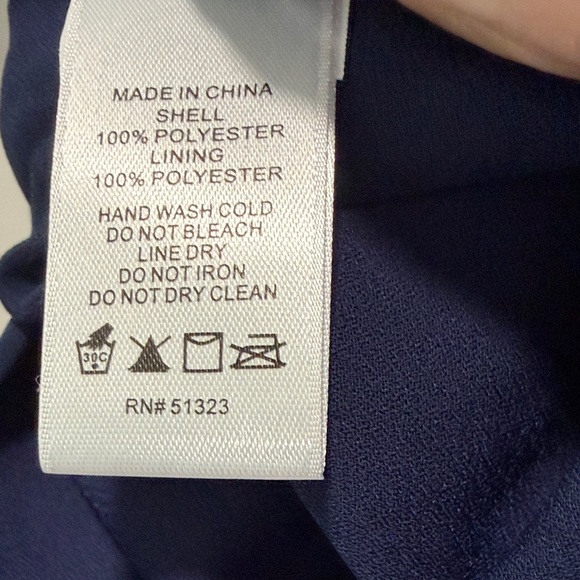 MADE IN CHINA
SHELL
100% POLYESTER
LINING
100% POLYESTER
HAND WASH COLD
DO NOT BLEACH
LINE DRY
DO NOT IRON
DO NOT DRY CLEAN
30C
RN# 51323